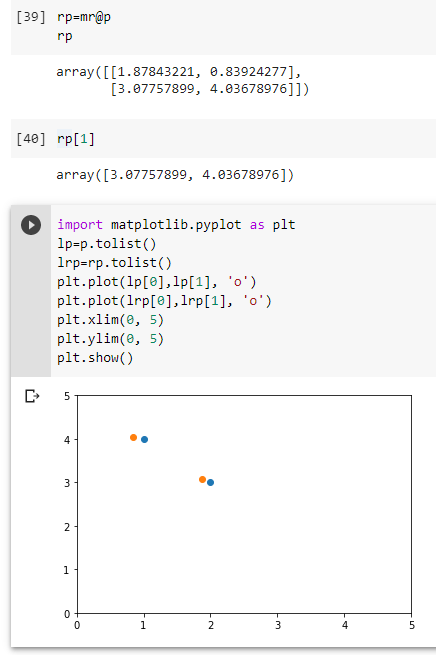 [39] rp=mr@p
rp
array([[1.87843221, 0.83924277],
[3.07757899, 4.03678976]])
[40] rp[1]
array([3.07757899, 4.03678976])
import matplotlib.pyplot as plt
lp=p.tolist()
lrp=rp.tolist()
plt.plot(lp[0],lp[1], 'o')
plt.plot(lrp[0],lrp[1], 'o')
plt.xlim(0, 5)
plt.ylim(0, 5)
plt.show()
5
4
3
2
1
0
0 1 2 3 4 5